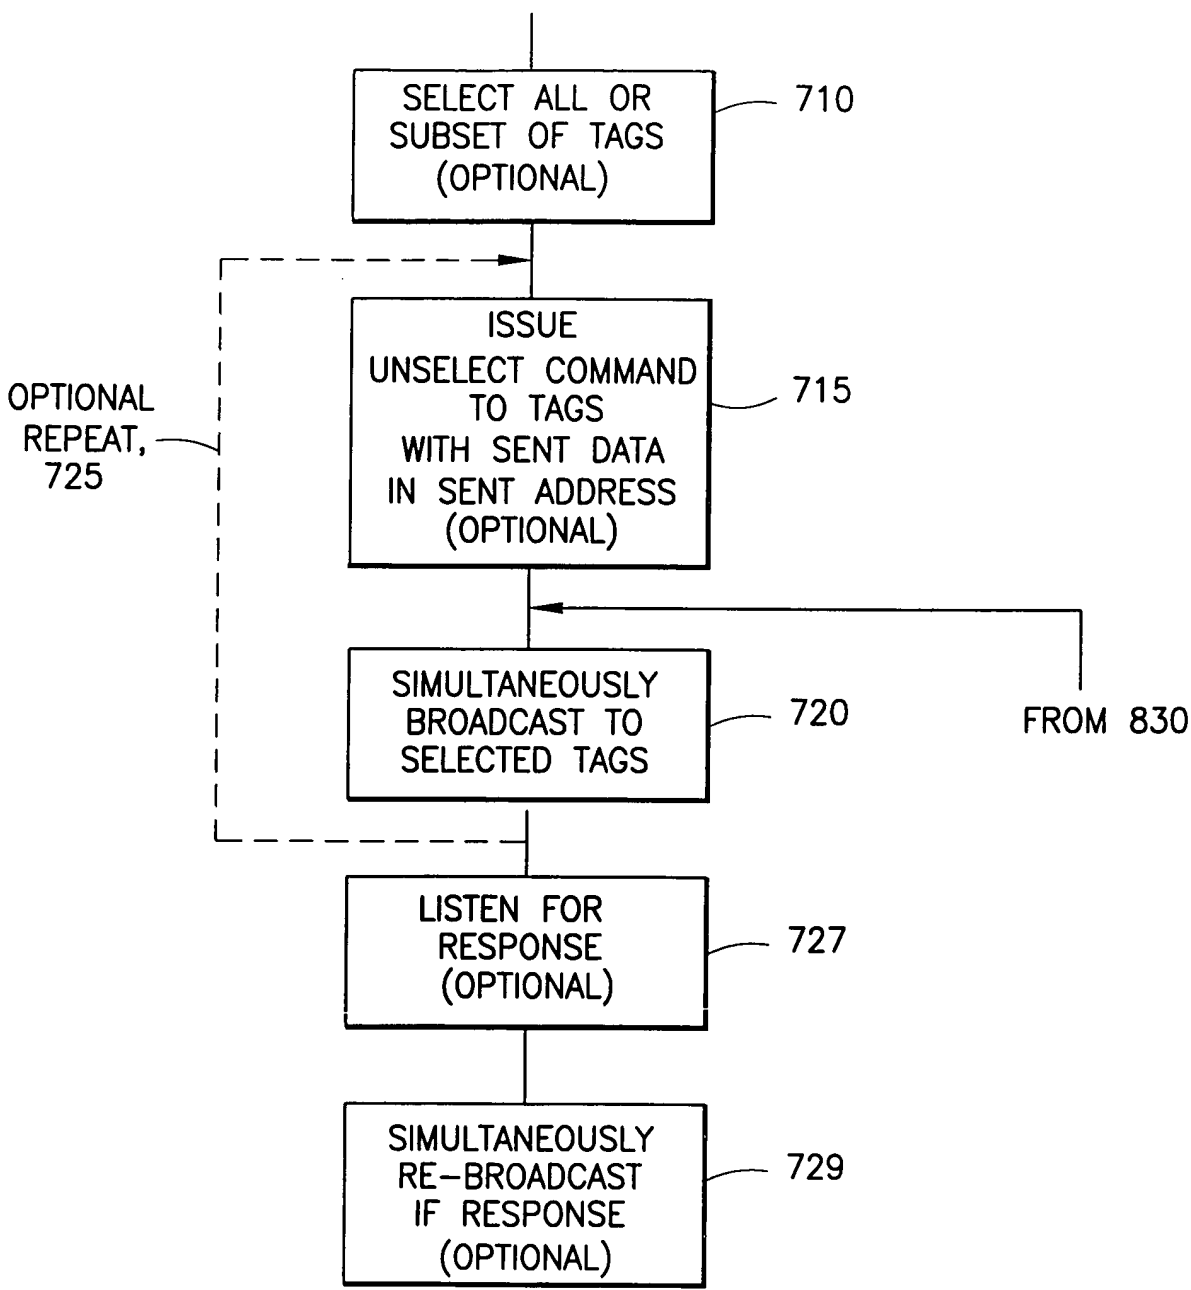 SELECT ALL OR
SUBSET OF TAGS
(OPTIONAL)
710
ISSUE
UNSELECT COMMAND
TO TAGS
WITH SENT DATA
IN SENT ADDRESS
(OPTIONAL)
715
OPTIONAL
REPEAT,
725
SIMULTANEOUSLY
BROADCAST TO
SELECTED TAGS
720
FROM 830
LISTEN FOR
RESPONSE
(OPTIONAL)
727
SIMULTANEOUSLY
RE-BROADCAST
IF RESPONSE
(OPTIONAL)
729